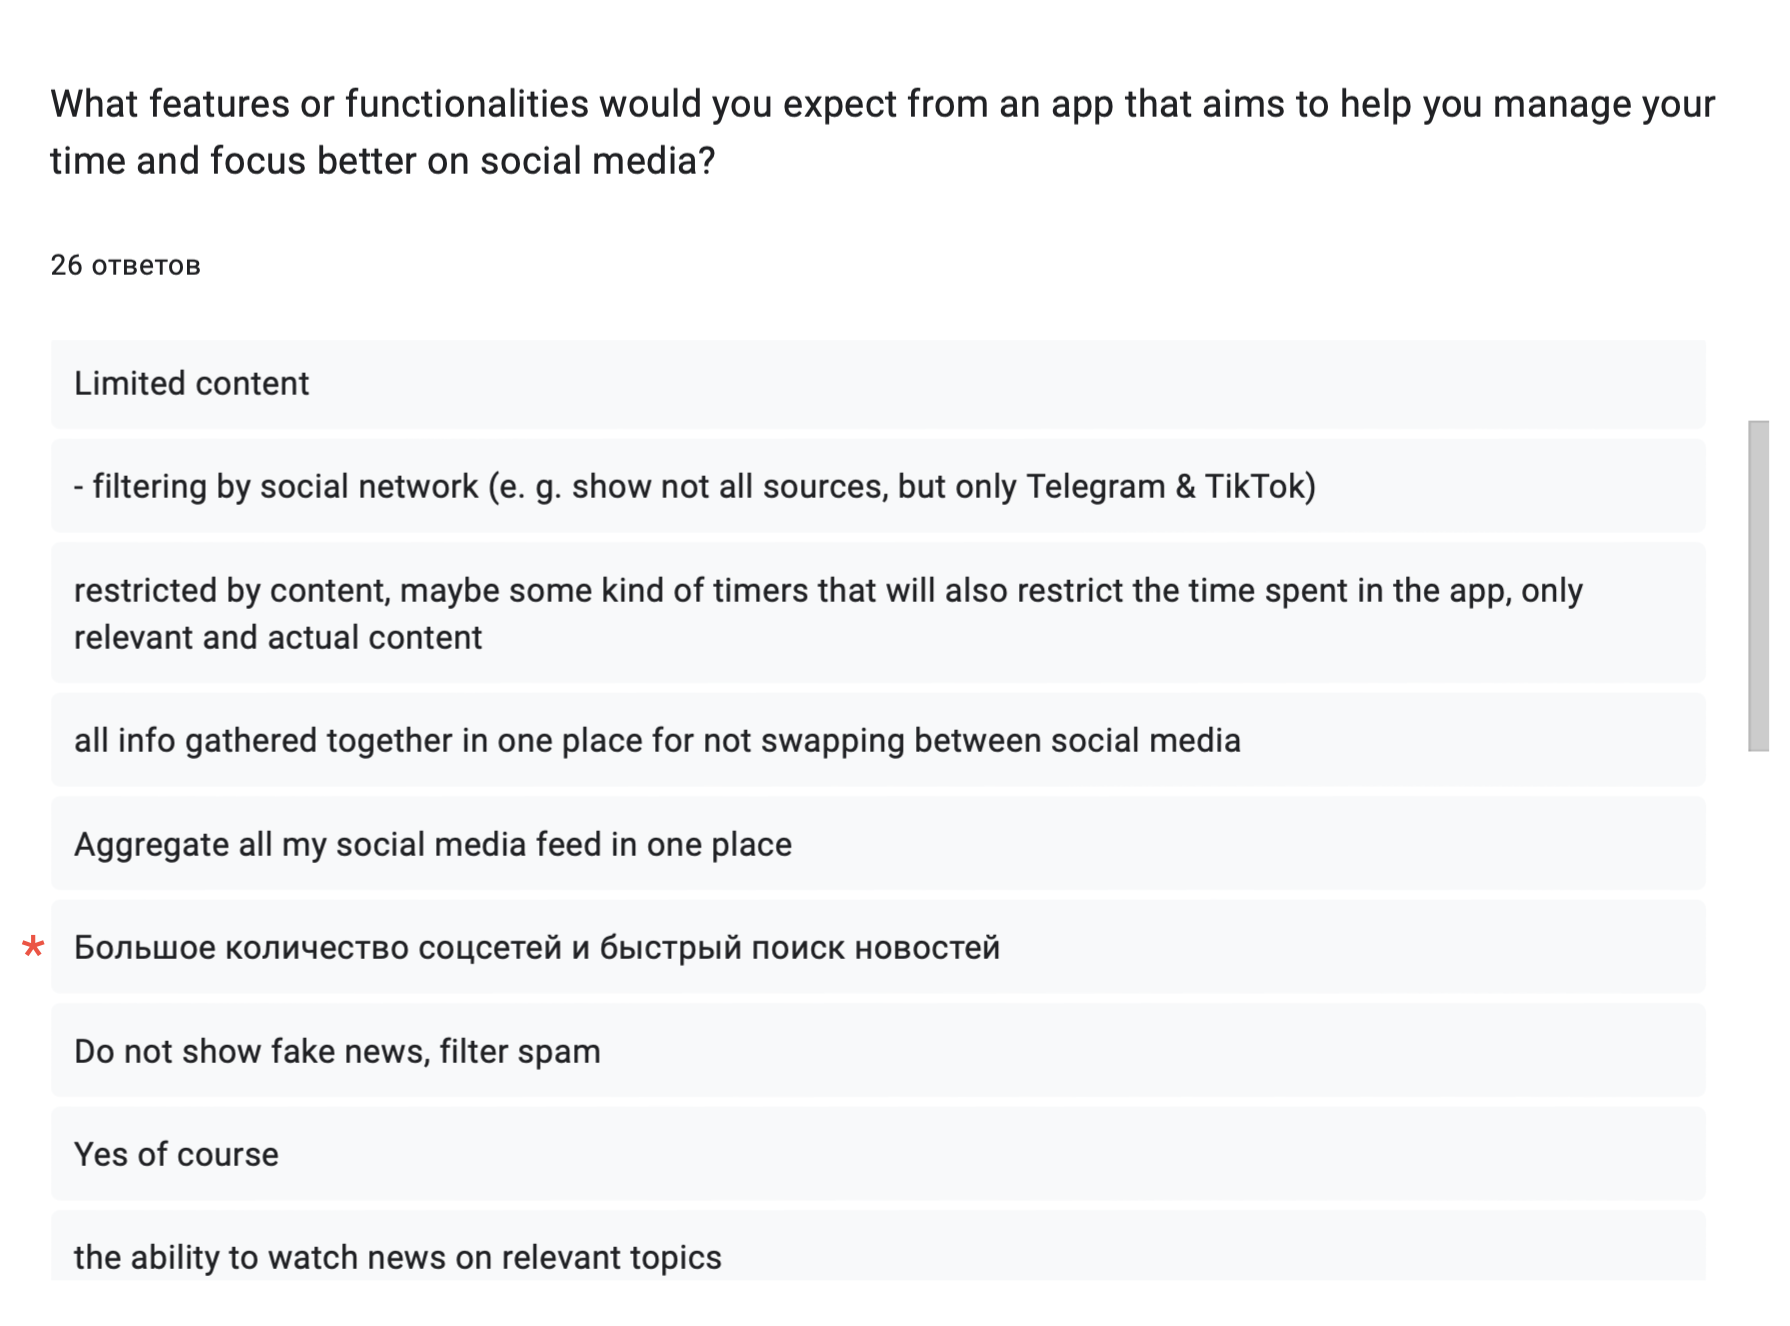 What features or functionalities would you expect from an app that aims to help you manage your
time and focus better on social media?
26 ответов
Limited content
- filtering by social network (e. g. show not all sources, but only Telegram & TikTok)
restricted by content, maybe some kind of timers that will also restrict the time spent in the app, only
relevant and actual content
all info gathered together in one place for not swapping between social media
Aggregate all my social media feed in one place
* Большое количество соцсетей и быстрый поиск новостей
Do not show fake news, filter spam
Yes of course
the ability to watch news on relevant topics